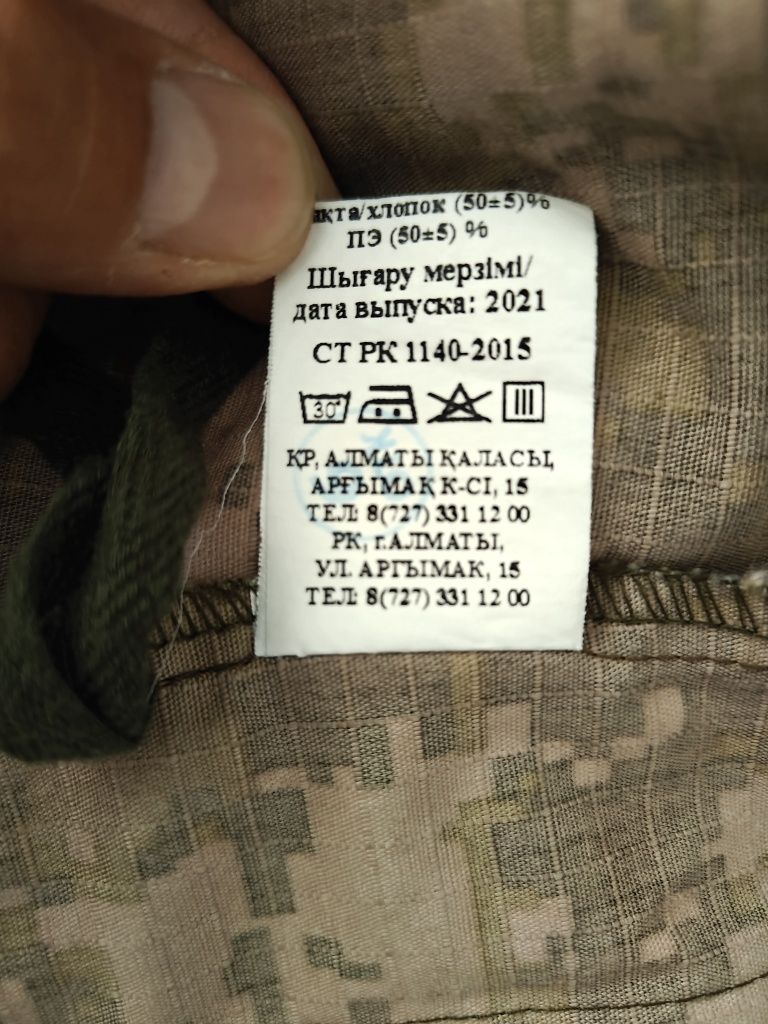 ақта/хлопок (50±5)%
ПЭ (50±5) %
Шығару мерзімі/
дата выпуска: 2021
СТ РК 1140-2015
30°
ҚР, АЛМАТЫ ҚАЛАСЫ,
АРҒЫМАҚ К-СІ, 15
ТЕЛ: 8(727) 331 12 00
РК, г.АЛМАТЫ,
УЛ. АРГЫМАК, 15
ТЕЛ: 8(727) 331 12 00